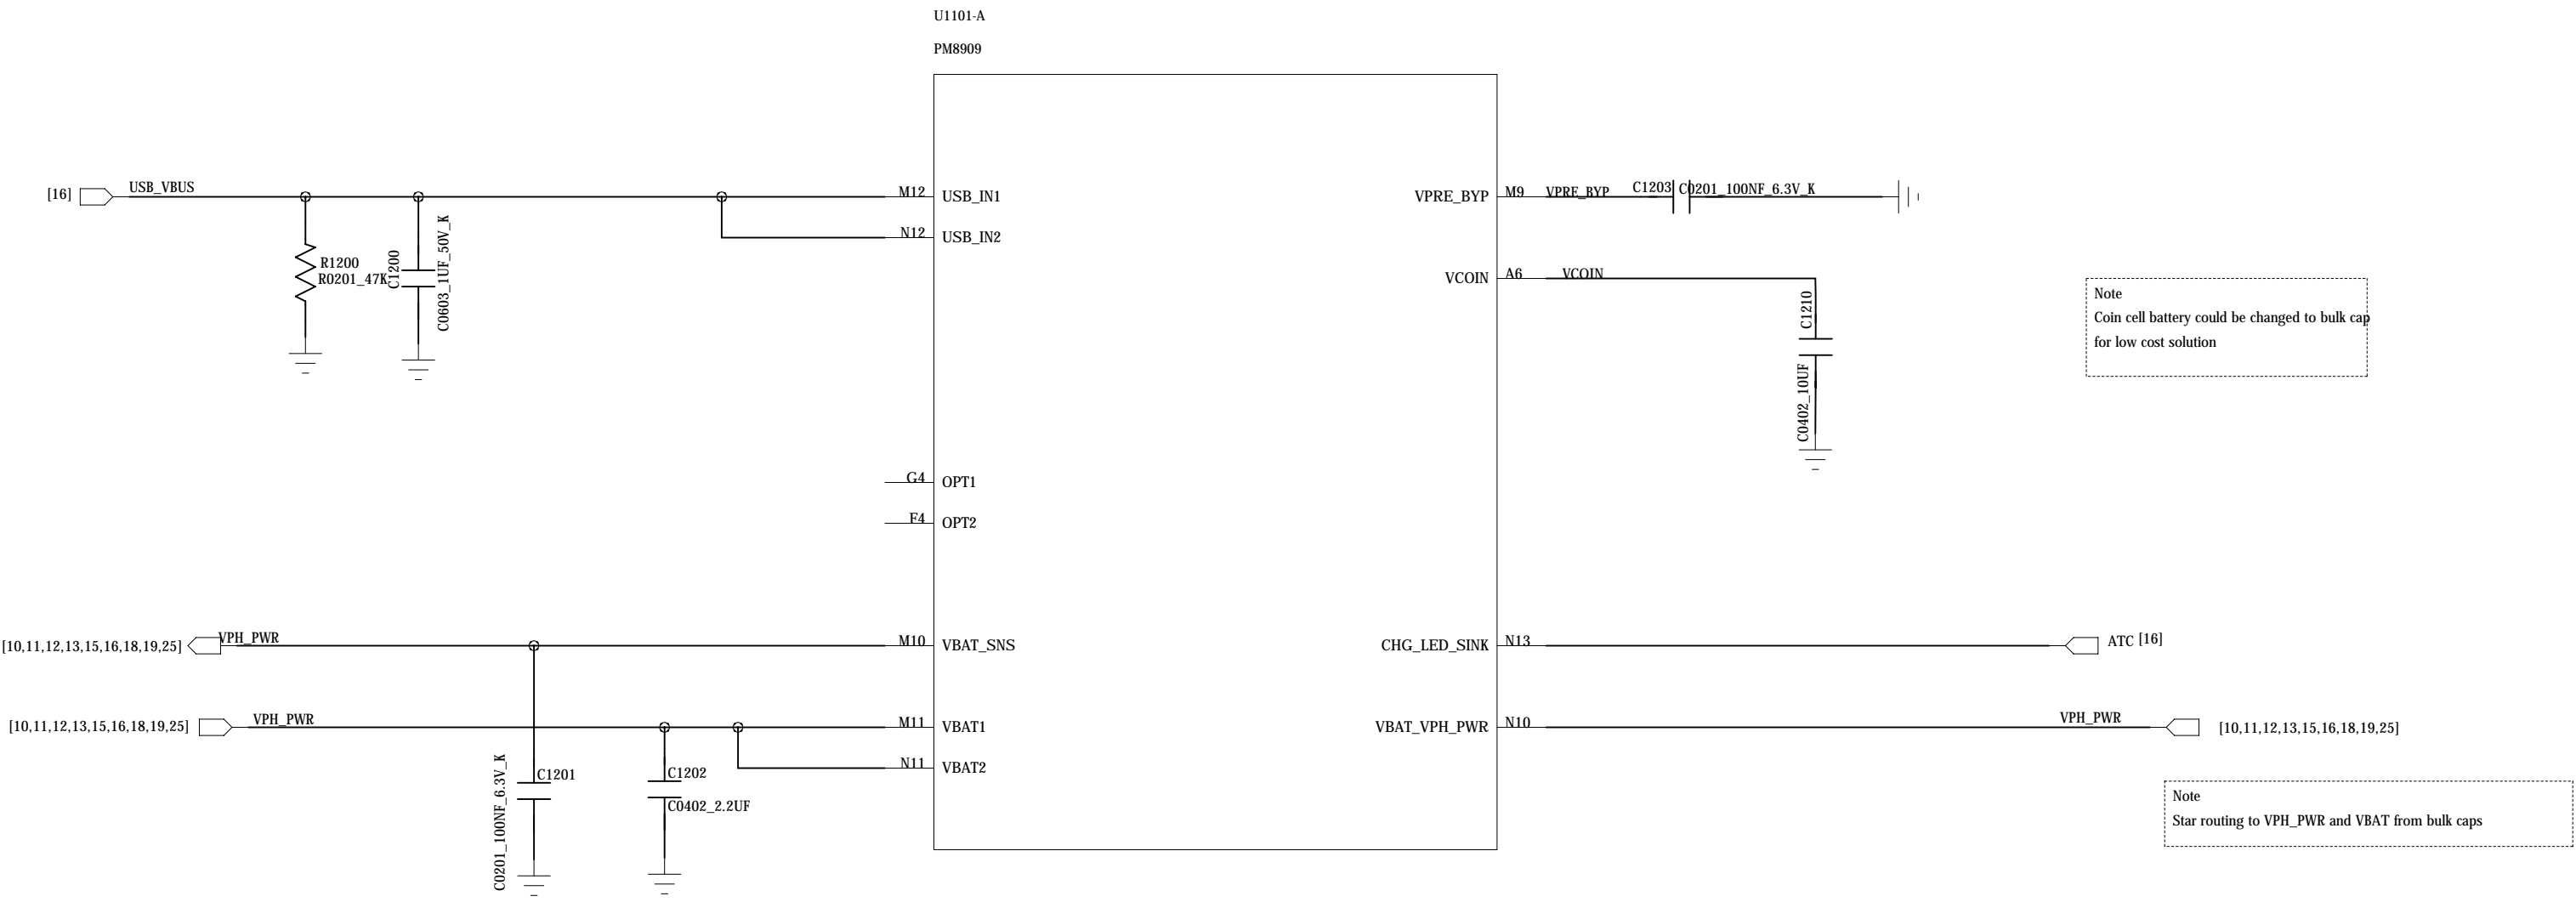 U1101-A
PM8909
[16] USB_VBUS
M12 USB_IN1
N12 USB_IN2
R1200
R0201_47K
C1200
C0603_1UF_50V_K
G4 OPT1
F4 OPT2
[10,11,12,13,15,16,18,19,25] VPH_PWR
M10 VBAT_SNS
[10,11,12,13,15,16,18,19,25] VPH_PWR
M11 VBAT1
N11 VBAT2
C1201
C0201_100NF_6.3V_K
C1202
C0402_2.2UF
VPRE_BYP M9 VPRE_BYP C1203 C0201_100NF_6.3V_K
VCOIN A6 VCOIN
C1210
C0402_10UF
Note
Coin cell battery could be changed to bulk cap
for low cost solution
CHG_LED_SINK N13 ATC [16]
VBAT_VPH_PWR N10 VPH_PWR [10,11,12,13,15,16,18,19,25]
Note
Star routing to VPH_PWR and VBAT from bulk caps